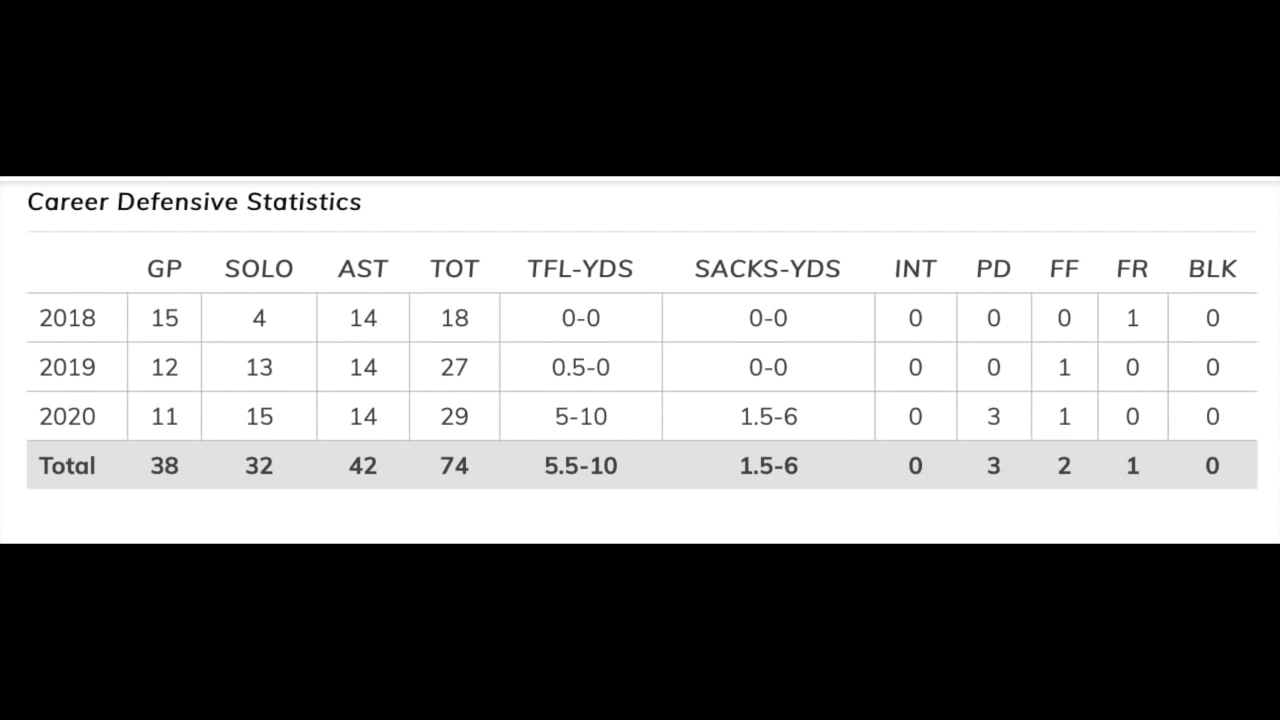 Career Defensive Statistics
GP SOLO AST TOT TFL-YDS SACKS-YDS INT PD FF FR BLK
2018 15 4 14 18 0-0 0-0 0 0 0 1 0
2019 12 13 14 27 0.5-0 0-0 0 0 1 0 0
2020 11 15 14 29 5-10 1.5-6 0 3 1 0 0
Total 38 32 42 74 5.5-10 1.5-6 0 3 2 1 0